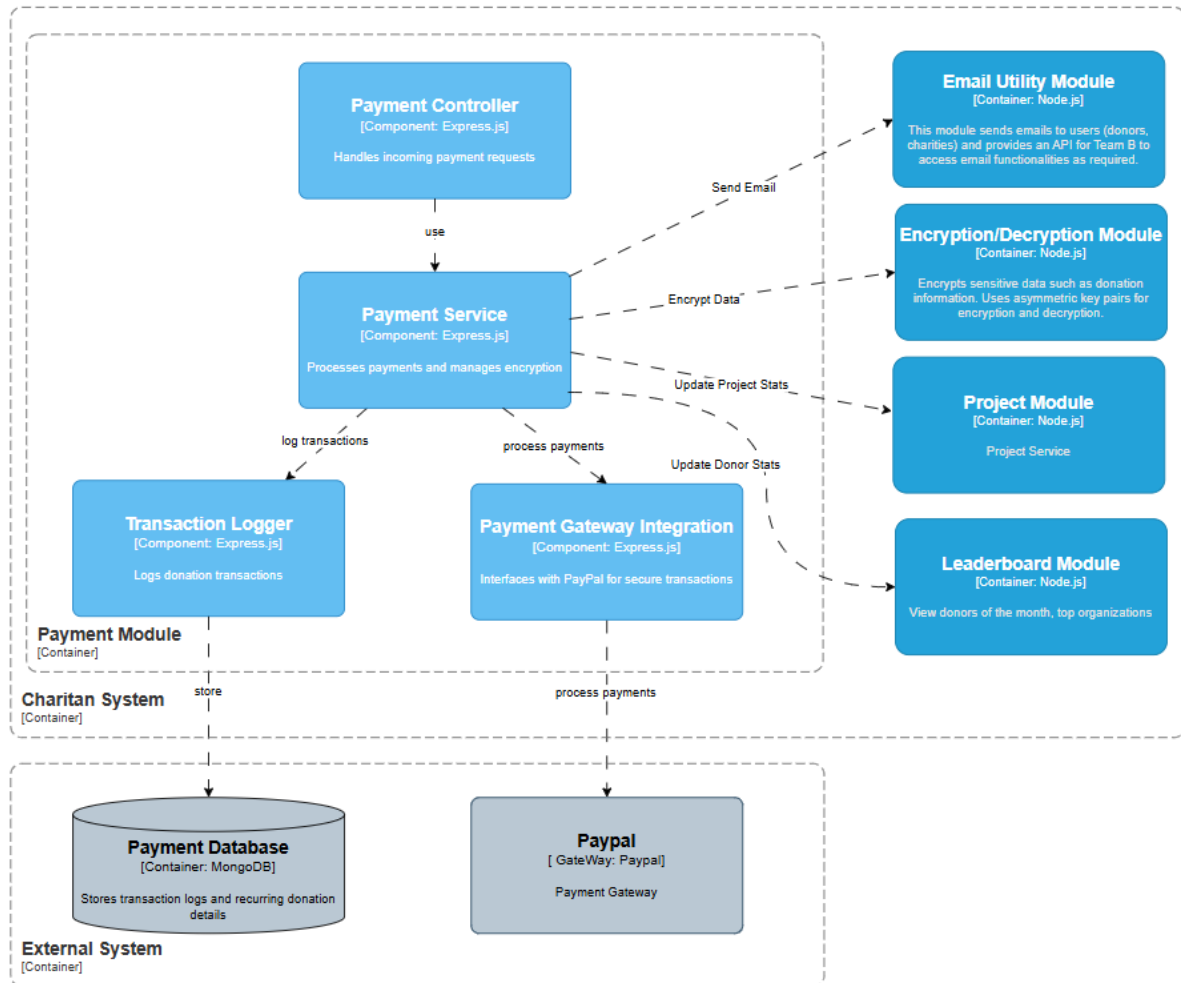 Payment Controller
[Component: Express.js]
Handles incoming payment requests
Email Utility Module
[Container: Node.js]
This module sends emails to users (donors,
charities) and provides an API for Team B to
access email functionalities as required.
Send Email
use
Encryption/Decryption Module
[Container: Node.js]
Encrypts sensitive data such as donation
information. Uses asymmetric key pairs for
encryption and decryption.
Encrypt Data
Payment Service
[Component: Express.js]
Processes payments and manages encryption
Update Project Stats
Project Module
[Container: Node.js]
Project Service
log transactions
process payments
Update Donor Stats
Transaction Logger
[Component: Express.js]
Logs donation transactions
Payment Gateway Integration
[Component: Express.js]
Interfaces with PayPal for secure transactions
Leaderboard Module
[Container: Node.js]
View donors of the month, top organizations
Payment Module
[Container]
store
process payments
Charitan System
[Container]
Payment Database
[Container: MongoDB]
Stores transaction logs and recurring donation
details
Paypal
[ GateWay: Paypal]
Payment Gateway
External System
[Container]